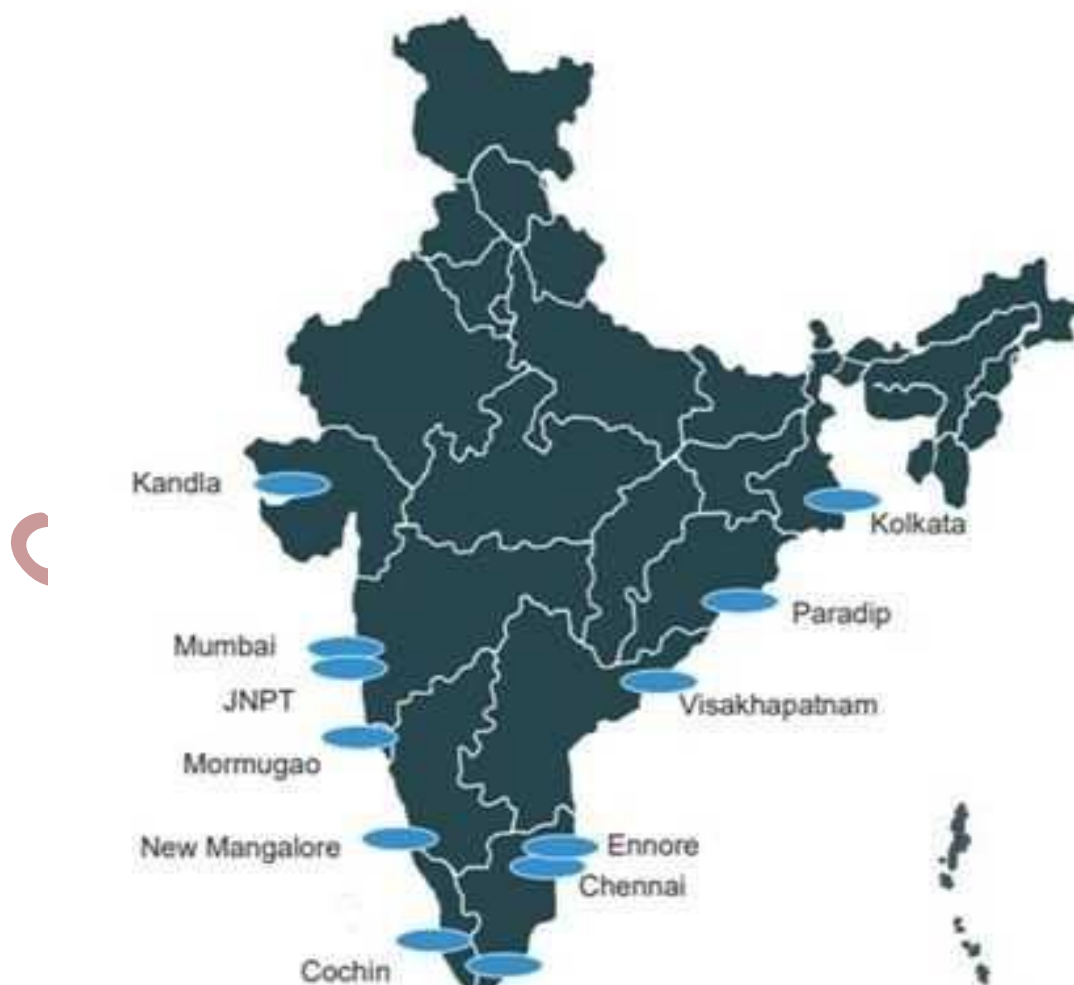 Kandla
Kolkata
Paradip
Mumbai
JNPT
Visakhapatnam
Mormugao
New Mangalore
Ennore
Chennai
Cochin